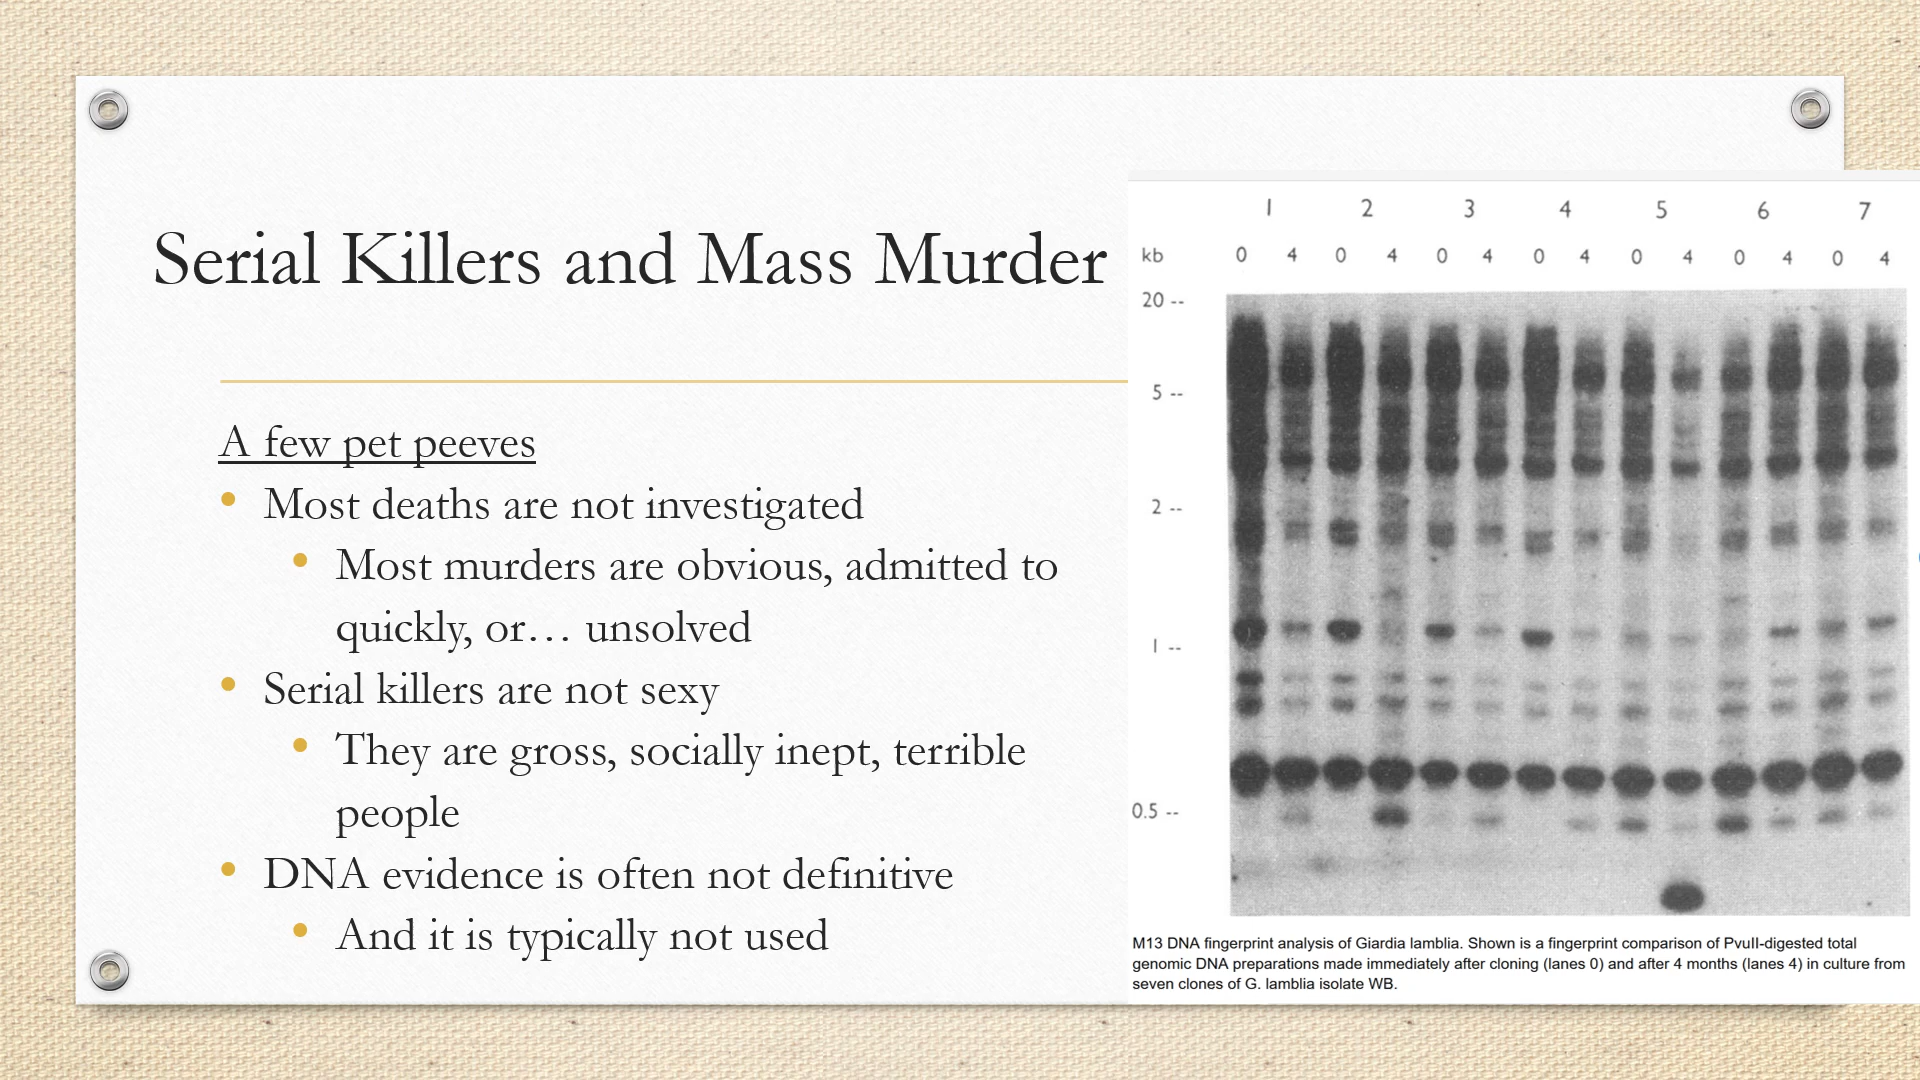 Serial Killers and Mass Murder
A few pet peeves
Most deaths are not investigated
Most murders are obvious, admitted to
quickly, or… unsolved
Serial killers are not sexy
They are gross, socially inept, terrible
people
DNA evidence is often not definitive
And it is typically not used
1 2 3 4 5 6 7
kb 0 4 0 4 0 4 0 4 0 4 0 4 0 4
20 --
5 --
2 --
1 --
0.5 --
M13 DNA fingerprint analysis of Giardia lamblia. Shown is a fingerprint comparison of PvuII-digested total
genomic DNA preparations made immediately after cloning (lanes 0) and after 4 months (lanes 4) in culture from
seven clones of G. lamblia isolate WB.